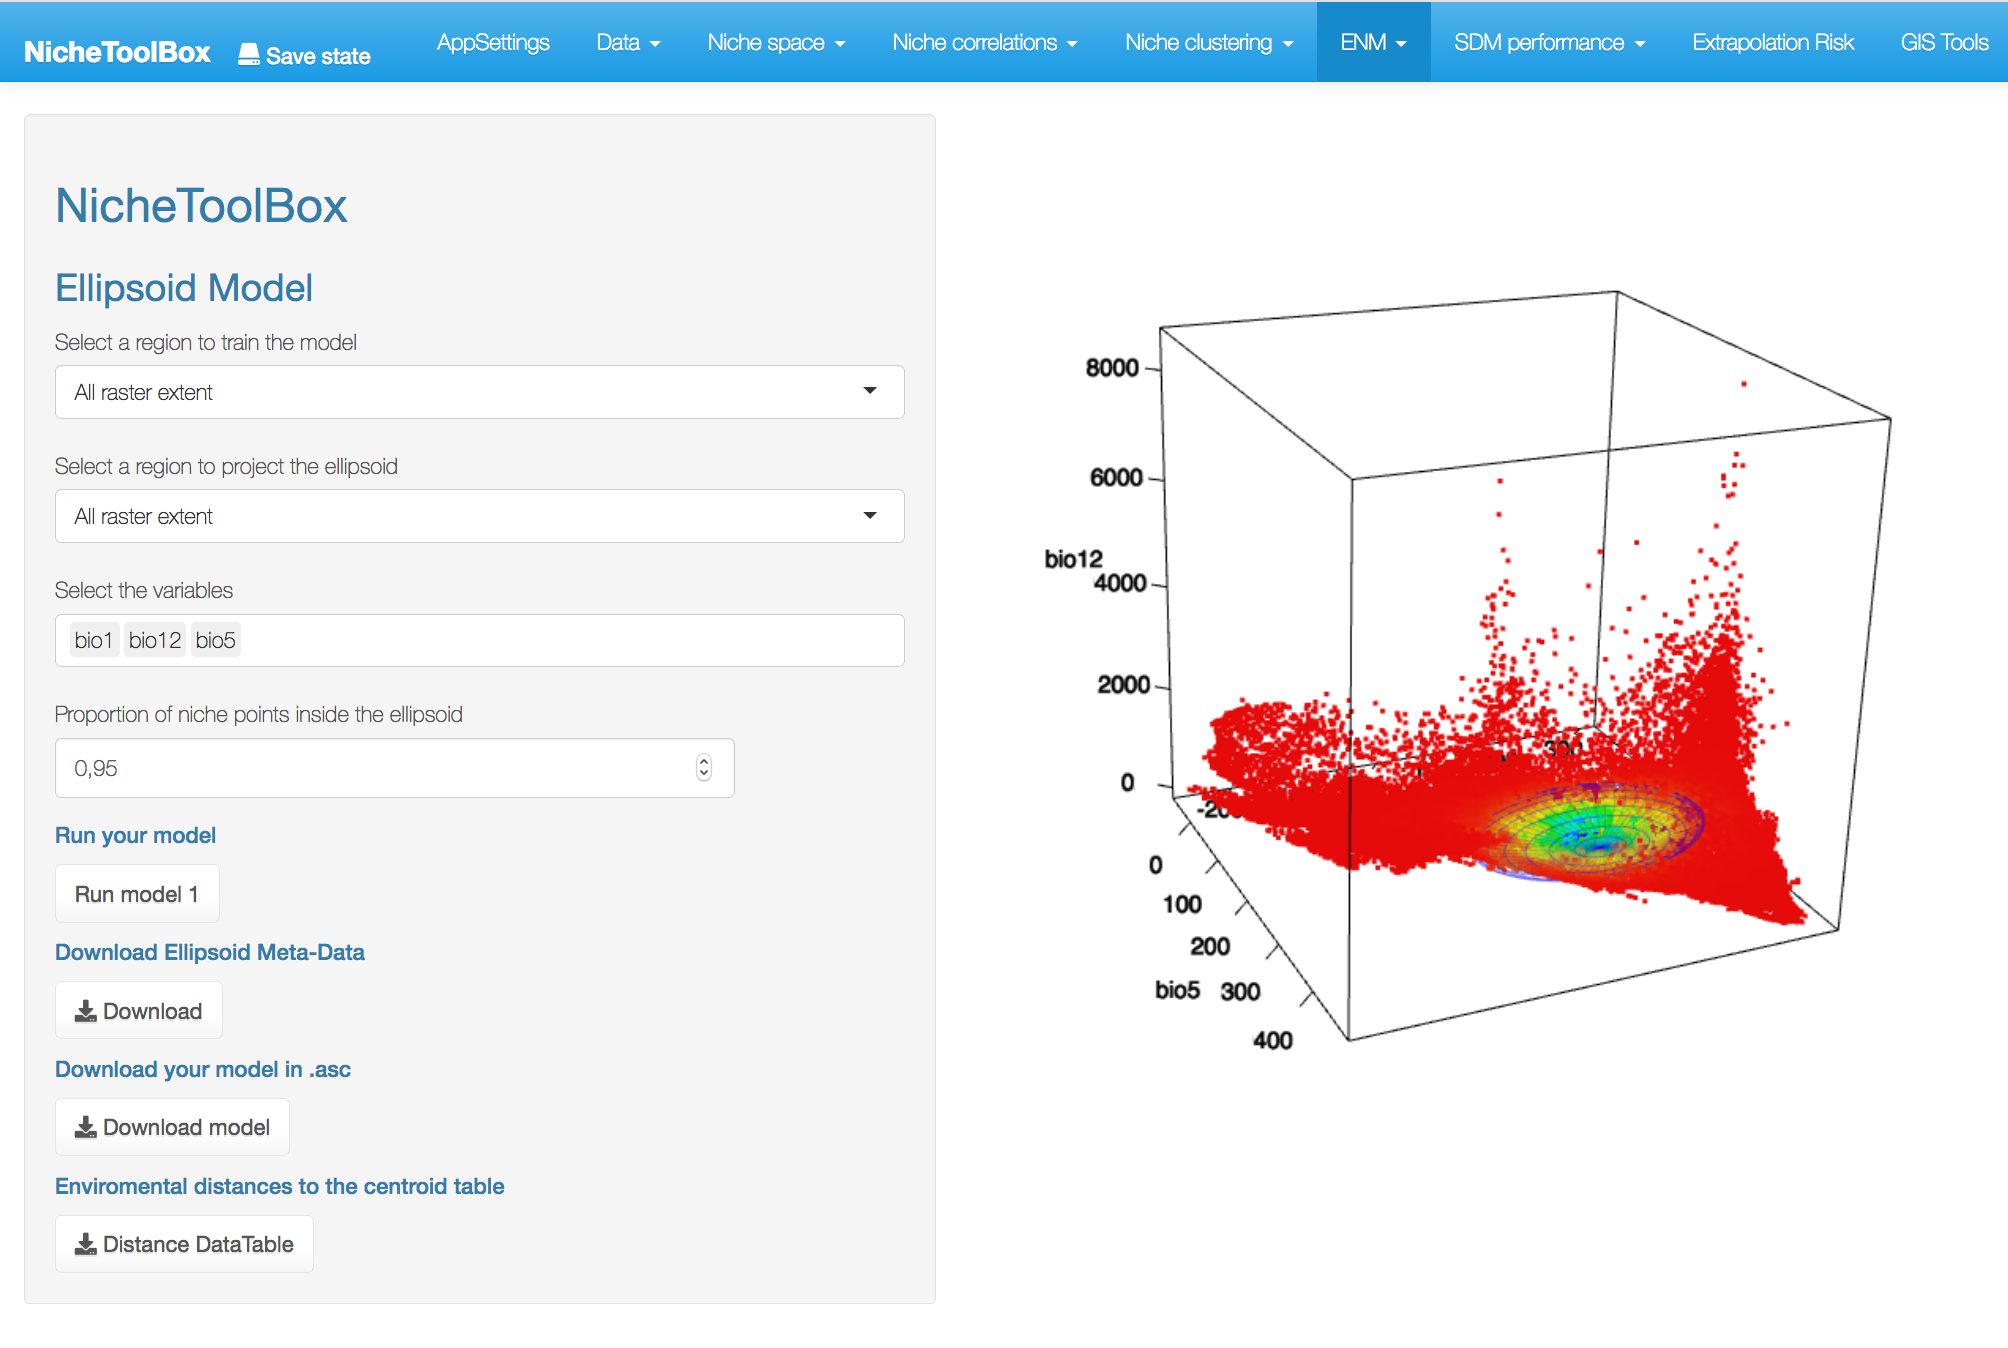 NicheToolBox Save state AppSettings Data Niche space Niche correlations Niche clustering ENM SDM performance Extrapolation Risk GIS Tools
NicheToolBox
Ellipsoid Model
Select a region to train the model
All raster extent
Select a region to project the ellipsoid
All raster extent
Select the variables
bio1 bio12 bio5
Proportion of niche points inside the ellipsoid
0,95
Run your model
Run model 1
Download Ellipsoid Meta-Data
Download
Download your model in .asc
Download model
Enviromental distances to the centroid table
Distance DataTable
8000
6000
bio12
4000
2000
0
300
0
100
200
bio5 300
400